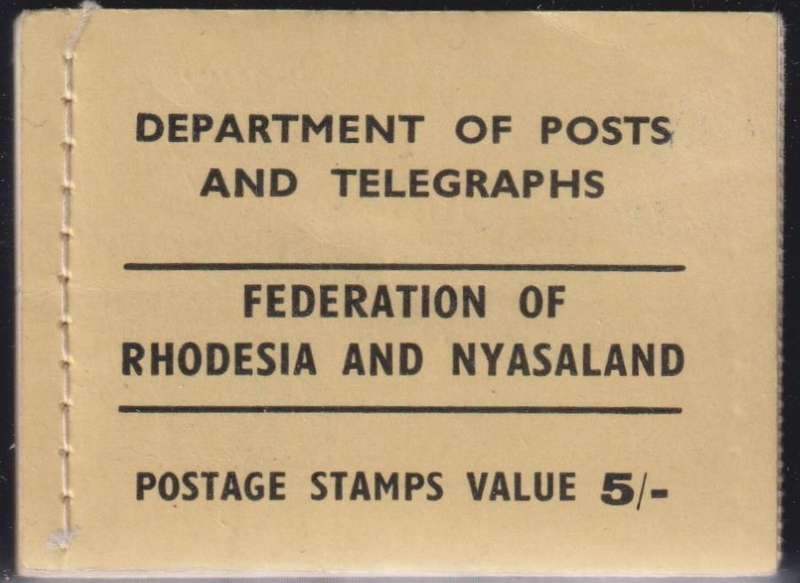 DEPARTMENT OF POSTS
AND TELEGRAPHS
FEDERATION OF
RHODESIA AND NYASALAND
POSTAGE STAMPS VALUE 5/-